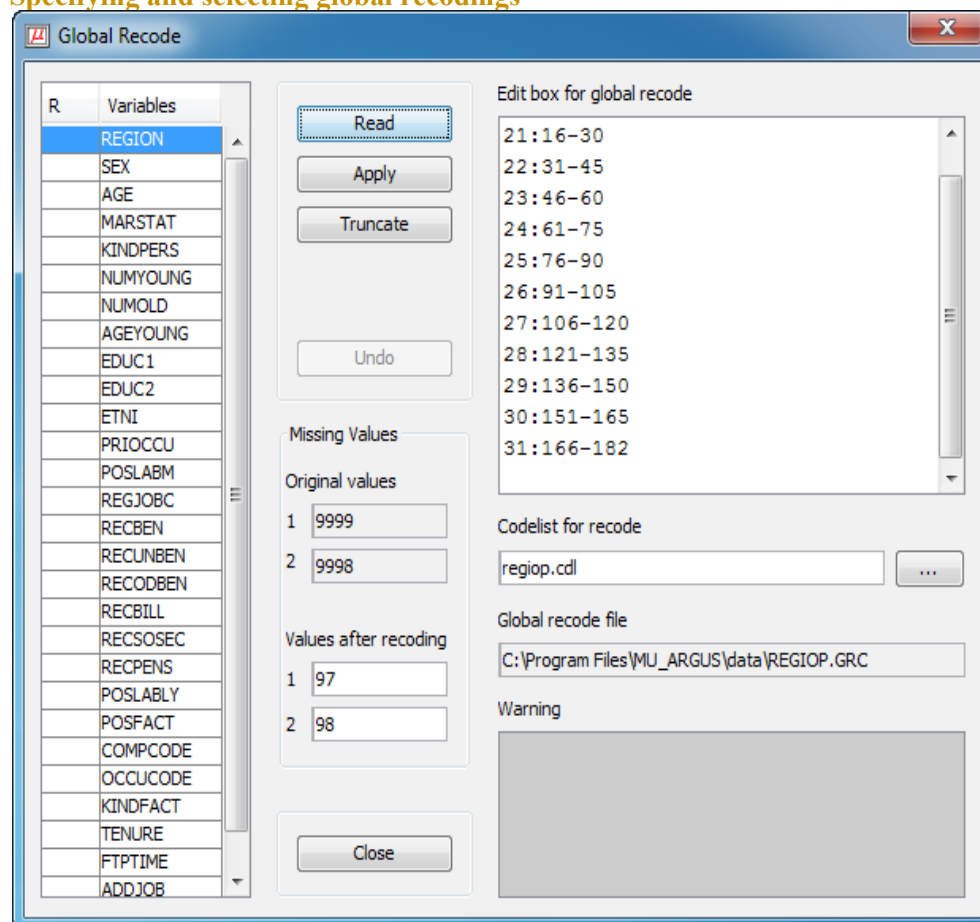 Specifying and selecting global recodings
µ Global Recode X
R Variables
REGION
SEX
AGE
MARSTAT
KINDPERS
NUMYOUNG
NUMOLD
AGEYOUNG
EDUC1
EDUC2
ETNI
PRIOCCU
POSLABM
REGJOBC
RECBEN
RECUNBEN
RECODBEN
RECBILL
RECSOSEC
RECPENS
POSLABLY
POSFACT
COMPCODE
OCCUCODE
KINDFACT
TENURE
FTPTIME
ADDJOB
Read
Apply
Truncate
Undo
Missing Values
Original values
1 9999
2 9998
Values after recoding
1 97
2 98
Close
Edit box for global recode
21:16-30
22:31-45
23:46-60
24:61-75
25:76-90
26:91-105
27:106-120
28:121-135
29:136-150
30:151-165
31:166-182
Codelist for recode
regiop.cdl ...
Global recode file
C:\Program Files\MU_ARGUS\data\REGIOP.GRC
Warning